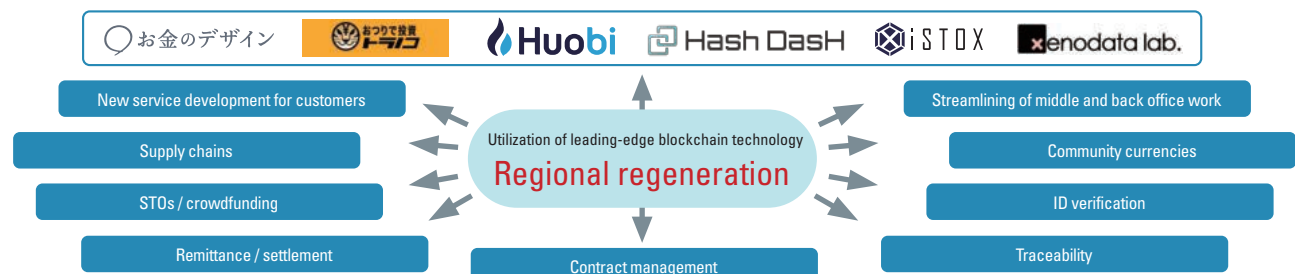 お金のデザイン
おつりで投資
トラノコ
Huobi
Hash DasH
iSTOX
xenodata lab.
New service development for customers
Streamlining of middle and back office work
Utilization of leading-edge blockchain technology
Supply chains
Community currencies
Regional regeneration
STOs / crowdfunding
ID verification
Remittance / settlement
Traceability
Contract management